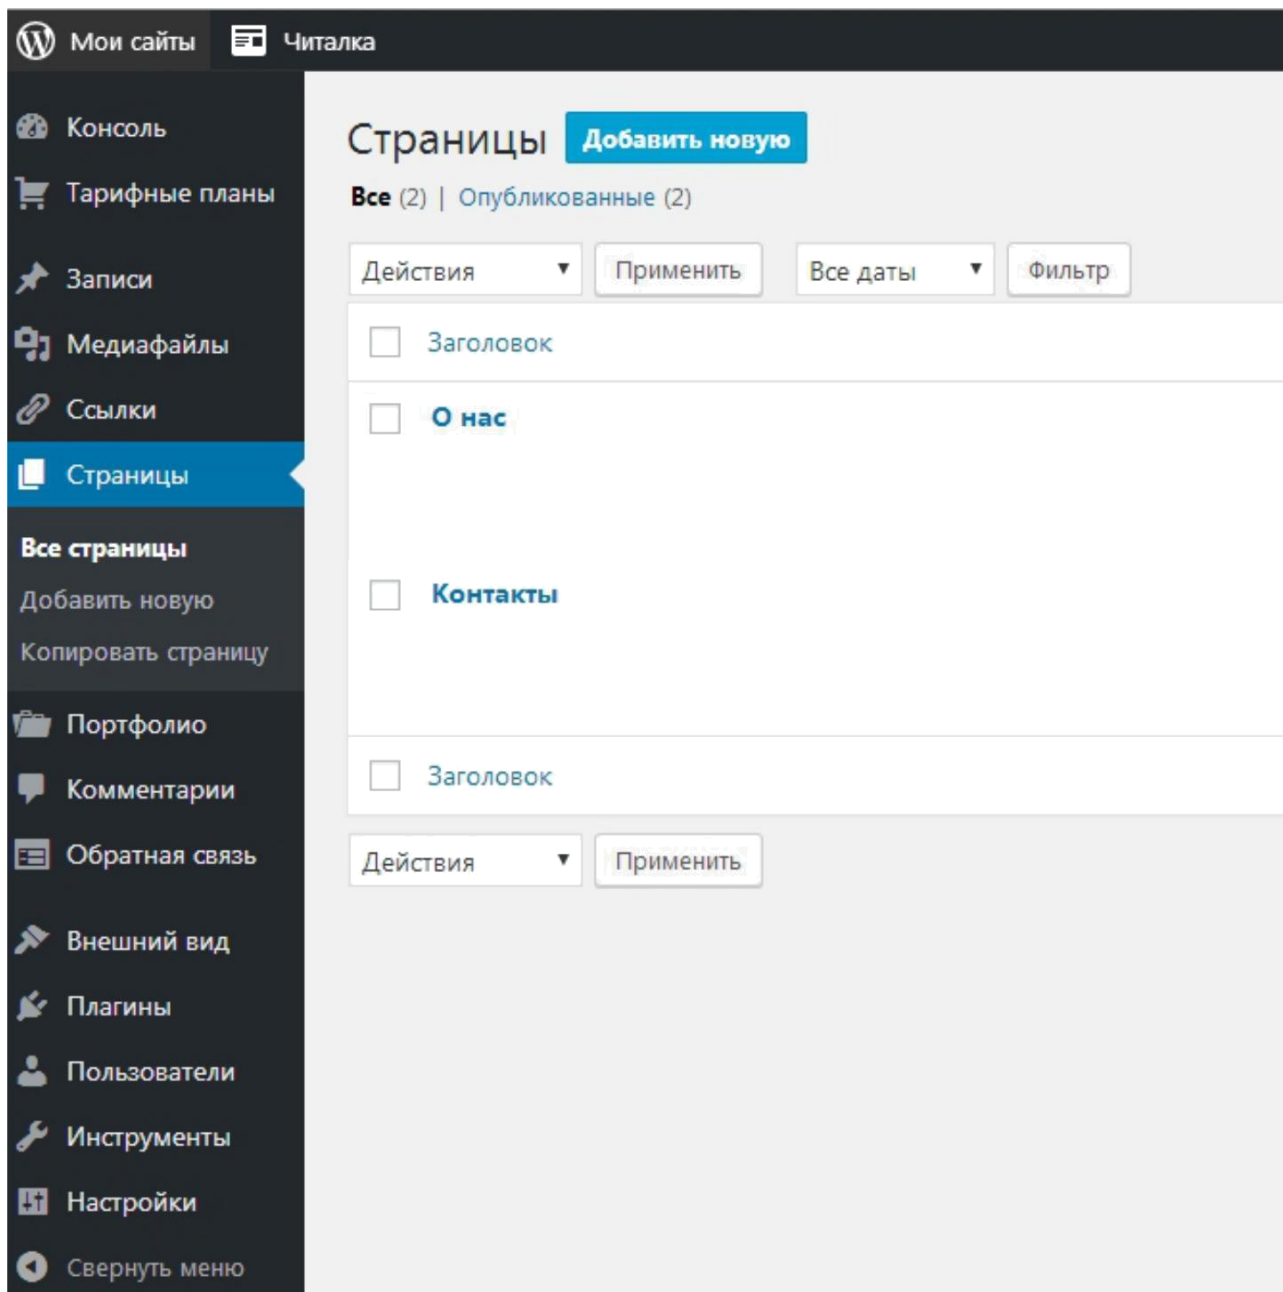 Мои сайты Читалка
Консоль
Тарифные планы
Записи
Медиафайлы
Ссылки
Страницы
Все страницы
Добавить новую
Копировать страницу
Портфолио
Комментарии
Обратная связь
Внешний вид
Плагины
Пользователи
Инструменты
Настройки
Свернуть меню
Страницы Добавить новую
Все (2) | Опубликованные (2)
Действия Применить Все даты Фильтр
Заголовок
О нас
Контакты
Заголовок
Действия Применить